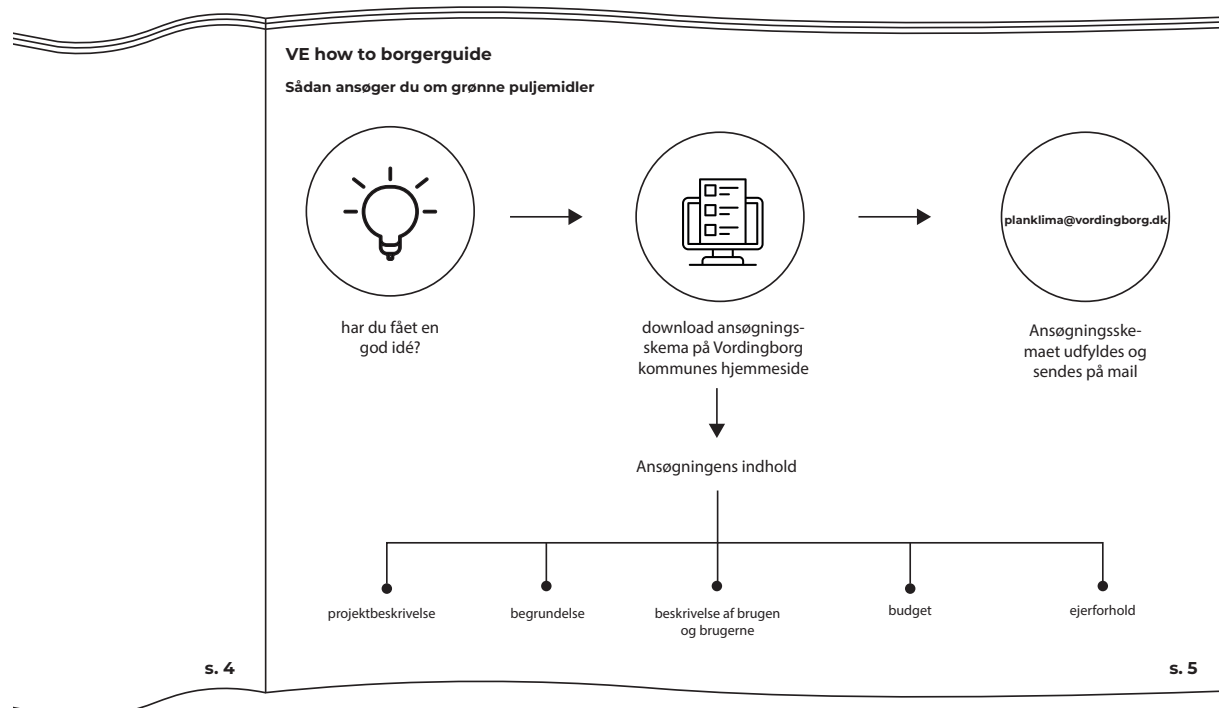 VE how to borgerguide
Sådan ansøger du om grønne puljemidler
har du fået en
god idé?
download ansøgnings-
skema på Vordingborg
kommunes hjemmeside
planklima@vordingborg.dk
Ansøgningsske-
maet udfyldes og
sendes på mail
Ansøgningens indhold
projektbeskrivelse
begrundelse
beskrivelse af brugen
og brugerne
budget
ejerforhold
s. 4
s. 5